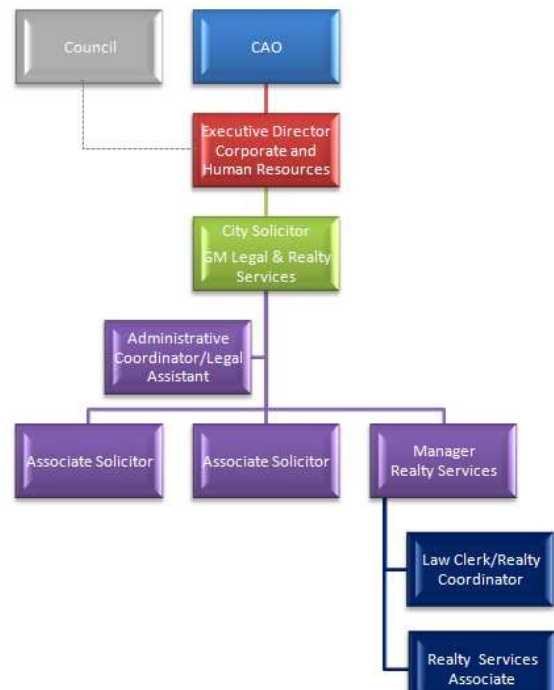 Council
CAO
Executive Director
Corporate and
Human Resources
City Solicitor
GM Legal & Realty
Services
Administrative
Coordinator/Legal
Assistant
Associate Solicitor
Associate Solicitor
Manager
Realty Services
Law Clerk/Realty
Coordinator
Realty Services
Associate